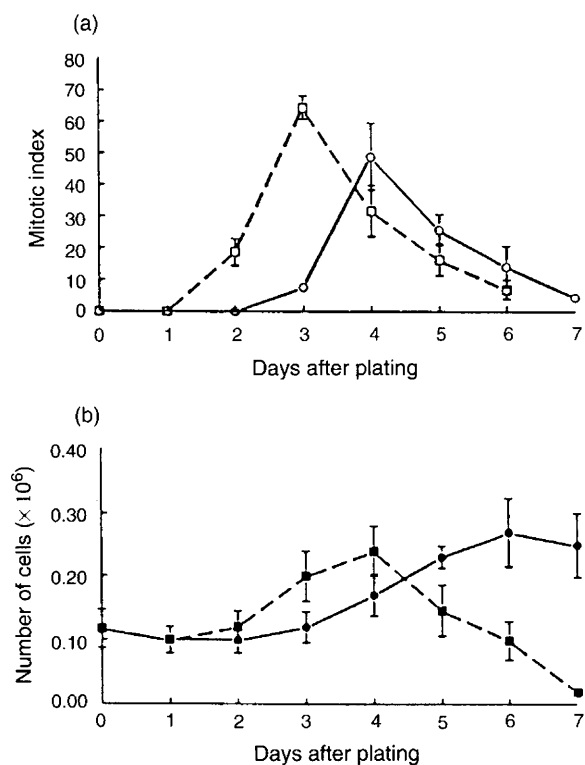 (a)
Mitotic index
80
70
60
50
40
30
20
10
0
0 1 2 3 4 5 6 7
Days after plating
(b)
Number of cells (× 10⁶)
0.40
0.30
0.20
0.10
0.00
0 1 2 3 4 5 6 7
Days after plating